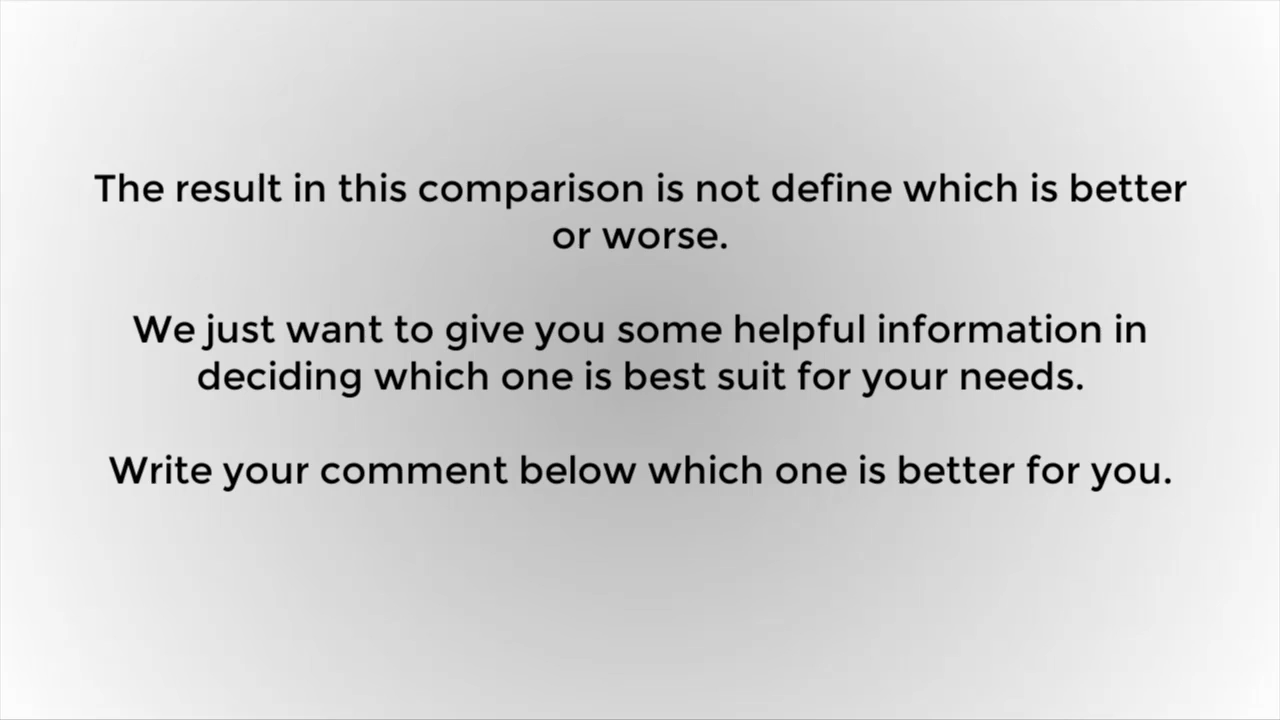 The result in this comparison is not define which is better
or worse.
We just want to give you some helpful information in
deciding which one is best suit for your needs.
Write your comment below which one is better for you.